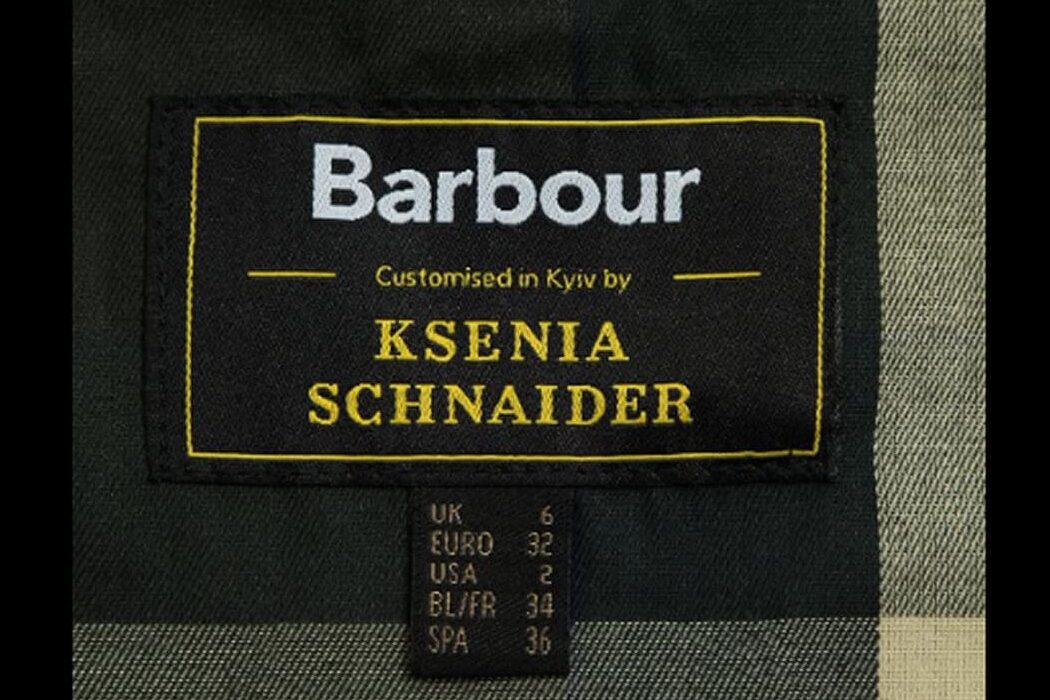 Barbour
Customised in Kyiv by
KSENIA
SCHNAIDER
UK 6
EURO 32
USA 2
BL/FR 34
SPA 36